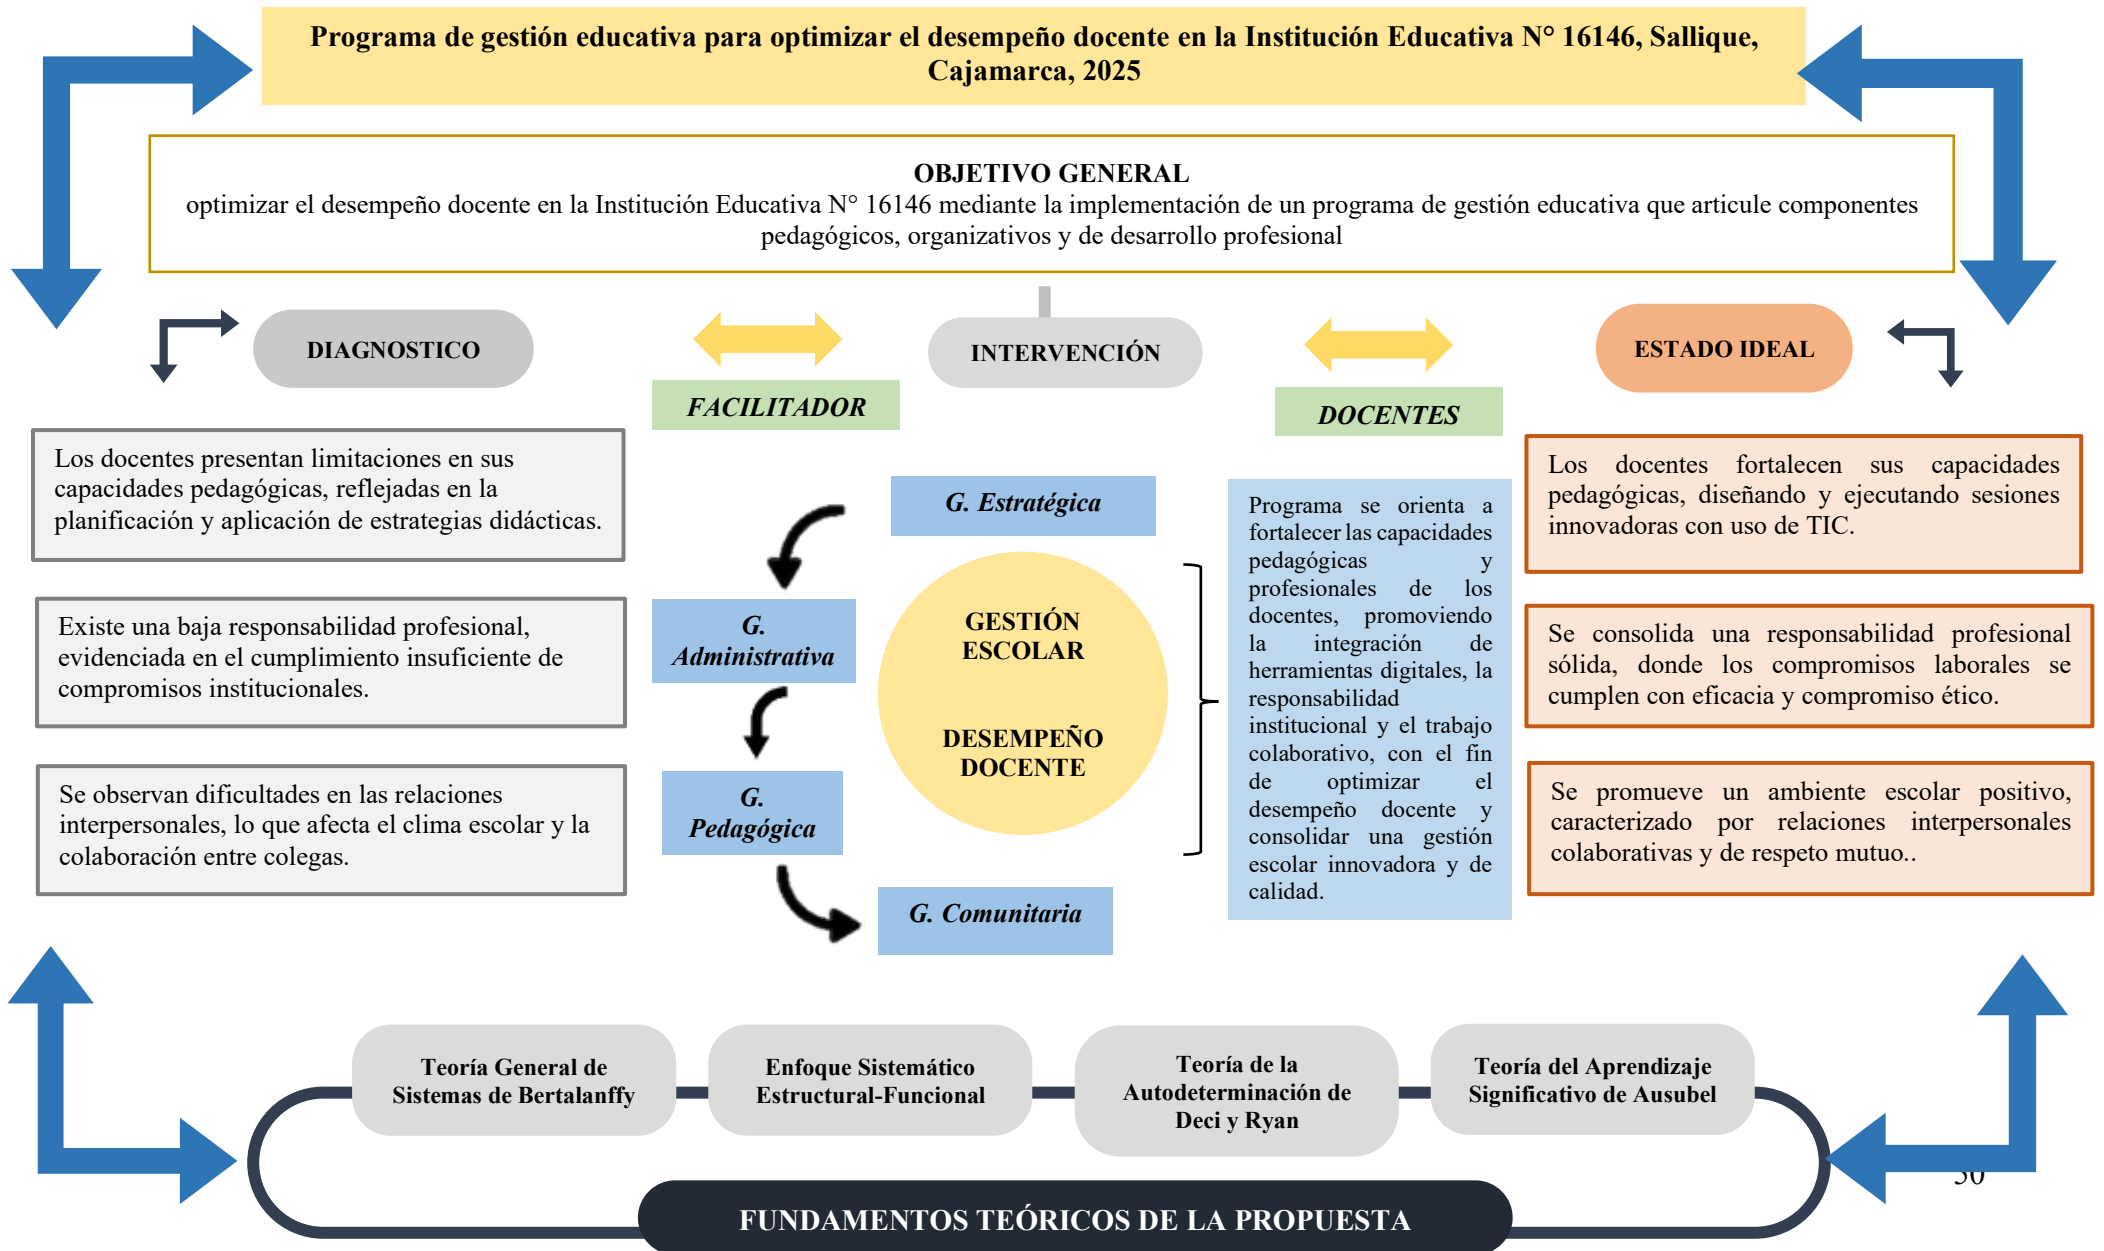 Programa de gestión educativa para optimizar el desempeño docente en la Institución Educativa N° 16146, Sallique,
Cajamarca, 2025
OBJETIVO GENERAL
optimizar el desempeño docente en la Institución Educativa N° 16146 mediante la implementación de un programa de gestión educativa que articule componentes
pedagógicos, organizativos y de desarrollo profesional
DIAGNOSTICO
INTERVENCIÓN
ESTADO IDEAL
FACILITADOR
DOCENTES
Los docentes presentan limitaciones en sus
capacidades pedagógicas, reflejadas en la
planificación y aplicación de estrategias didácticas.
Existe una baja responsabilidad profesional,
evidenciada en el cumplimiento insuficiente de
compromisos institucionales.
Se observan dificultades en las relaciones
interpersonales, lo que afecta el clima escolar y la
colaboración entre colegas.
G. Estratégica
G.
Administrativa
G.
Pedagógica
G. Comunitaria
GESTIÓN
ESCOLAR
DESEMPEÑO
DOCENTE
Programa se orienta a
fortalecer las capacidades
pedagógicas y
profesionales de los
docentes, promoviendo
la integración de
herramientas digitales, la
responsabilidad
institucional y el trabajo
colaborativo, con el fin
de optimizar el
desempeño docente y
consolidar una gestión
escolar innovadora y de
calidad.
Los docentes fortalecen sus capacidades
pedagógicas, diseñando y ejecutando sesiones
innovadoras con uso de TIC.
Se consolida una responsabilidad profesional
sólida, donde los compromisos laborales se
cumplen con eficacia y compromiso ético.
Se promueve un ambiente escolar positivo,
caracterizado por relaciones interpersonales
colaborativas y de respeto mutuo..
Teoría General de
Sistemas de Bertalanffy
Enfoque Sistemático
Estructural-Funcional
Teoría de la
Autodeterminación de
Deci y Ryan
Teoría del Aprendizaje
Significativo de Ausubel
FUNDAMENTOS TEÓRICOS DE LA PROPUESTA